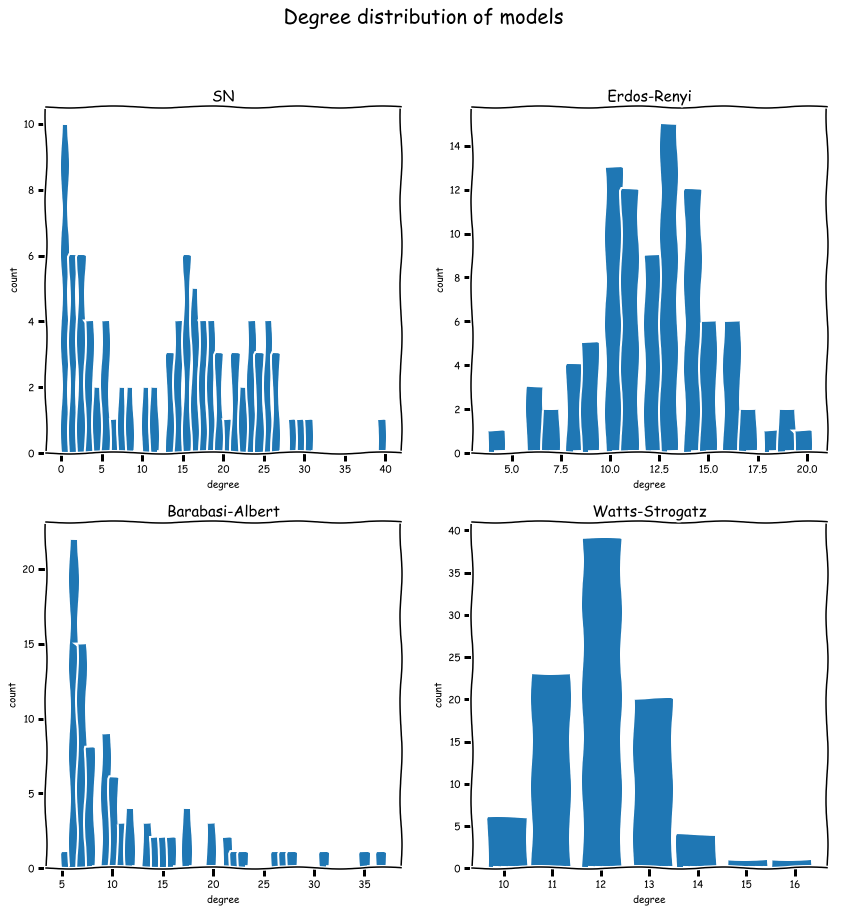 Degree distribution of models
SN
10
8
6
4
2
0
count
0 5 10 15 20 25 30 35 40
degree
Erdos-Renyi
14
12
10
8
6
4
2
0
count
5.0 7.5 10.0 12.5 15.0 17.5 20.0
degree
Barabasi-Albert
20
15
10
5
0
count
5 10 15 20 25 30 35
degree
Watts-Strogatz
40
35
30
25
20
15
10
5
0
count
10 11 12 13 14 15 16
degree